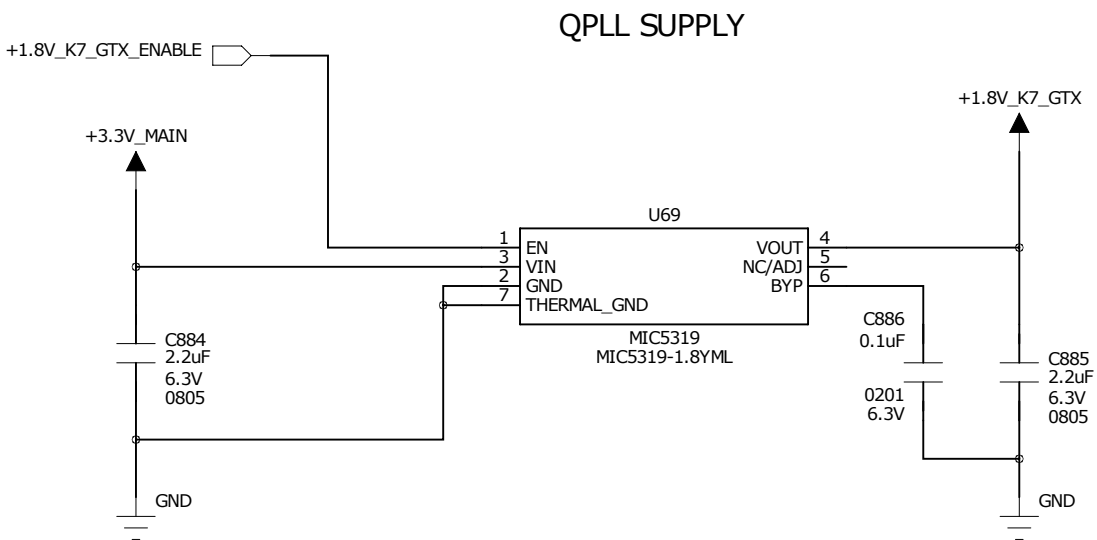 QPLL SUPPLY
+1.8V_K7_GTX_ENABLE
+1.8V_K7_GTX
+3.3V_MAIN
U69
1 EN
3 VIN
2 GND
7 THERMAL_GND
VOUT 4
NC/ADJ 5
BYP 6
MIC5319
MIC5319-1.8YML
C884
2.2uF
6.3V
0805
C886
0.1uF
0201
6.3V
C885
2.2uF
6.3V
0805
GND
GND